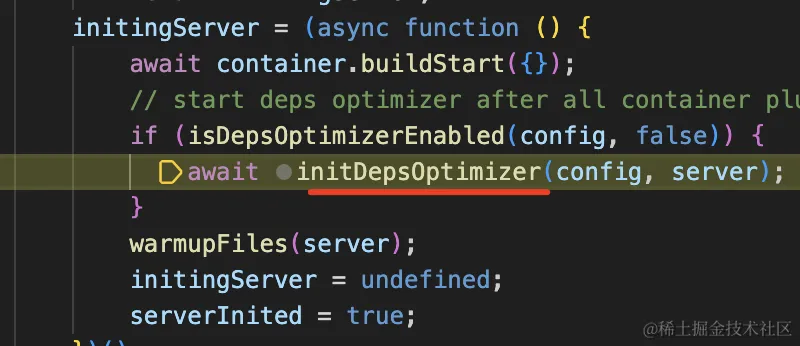 initingServer = (async function () {
await container.buildStart({});
// start deps optimizer after all container plu
if (isDepsOptimizerEnabled(config, false)) {
await initDepsOptimizer(config, server);
}
warmupFiles(server);
initingServer = undefined;
serverInited = true;
})()
@稀土掘金技术社区